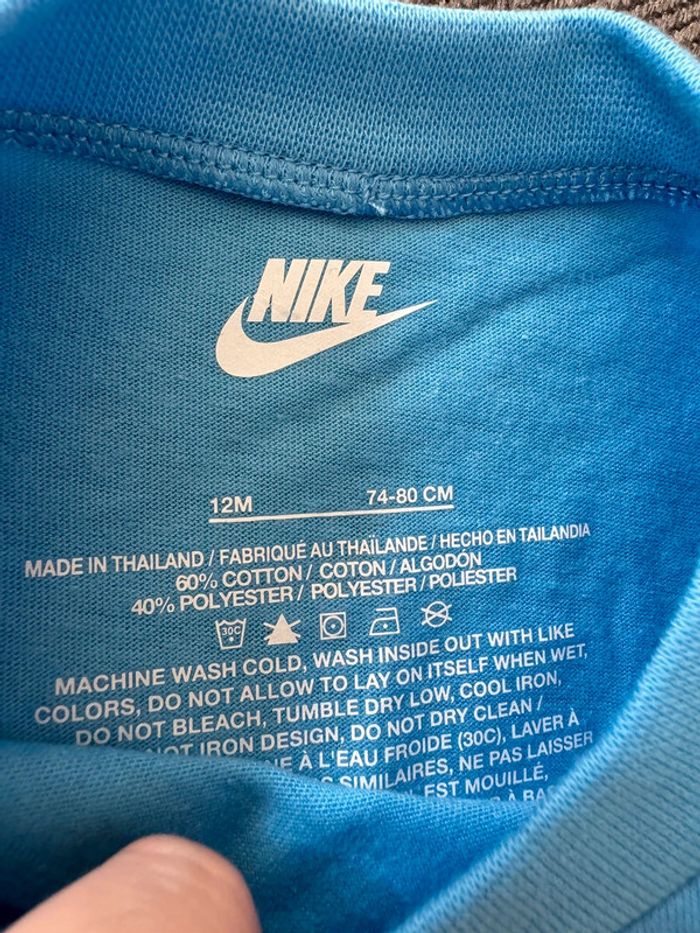 NIKE
12M 74-80 CM
MADE IN THAILAND / FABRIQUÉ AU THAÏLANDE / HECHO EN TAILANDIA
60% COTTON / COTON / ALGODÓN
40% POLYESTER / POLYESTER / POLIESTER
30C
MACHINE WASH COLD, WASH INSIDE OUT WITH LIKE
COLORS, DO NOT ALLOW TO LAY ON ITSELF WHEN WET,
DO NOT BLEACH, TUMBLE DRY LOW, COOL IRON,
IRON DESIGN, DO NOT DRY CLEAN /
À L'EAU FROIDE (30C), LAVER À
SIMILAIRES, NE PAS LAISSER
EST MOUILLÉ,
À